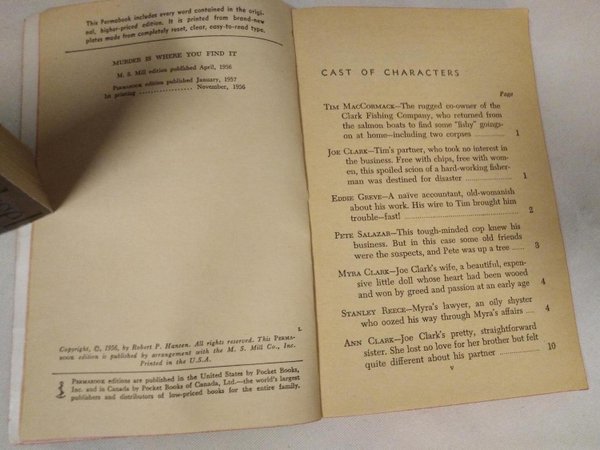 This Permabook includes every word contained in the origi-
nal, higher-priced edition. It is printed from brand-new
plates made from completely reset, clear, easy-to-read type.
MURDER IS WHERE YOU FIND IT
M. S. Mill edition published April, 1956
PERMABOOK edition published January, 1957
1st printing .................... November, 1956
L
Copyright, ©, 1956, by Robert P. Hansen. All rights reserved. This PERMA-
BOOK edition is published by arrangement with the M. S. Mill Co., Inc.
Printed in the U.S.A.
PERMABOOK editions are published in the United States by Pocket Books,
Inc. and in Canada by Pocket Books of Canada, Ltd.—the world's largest
publishers and distributors of low-priced books for the entire family.
CAST OF CHARACTERS
Page
TIM MACCORMACK—The rugged co-owner of the
Clark Fishing Company, who returned from
the salmon boats to find some "fishy" goings-
on at home—including two corpses ..... 1
JOE CLARK—Tim's partner, who took no interest in
the business. Free with chips, free with wom-
en, this spoiled scion of a hard-working fisher-
man was destined for disaster .................. 1
EDDIE GREVE—A naïve accountant, old-womanish
about his work. His wire to Tim brought him
trouble—fast! .............................. 2
PETE SALAZAR—This tough-minded cop knew his
business. But in this case some old friends
were the suspects, and Pete was up a tree ..... 3
MYRA CLARK—Joe Clark's wife, a beautiful, expen-
sive little doll whose heart had been wooed
and won by greed and passion at an early age 4
STANLEY REECE—Myra's lawyer, an oily shyster
who oozed his way through Myra's affairs .... 4
ANN CLARK—Joe Clark's pretty, straightforward
sister. She lost no love for her brother but felt
quite different about his partner ............ 10
v